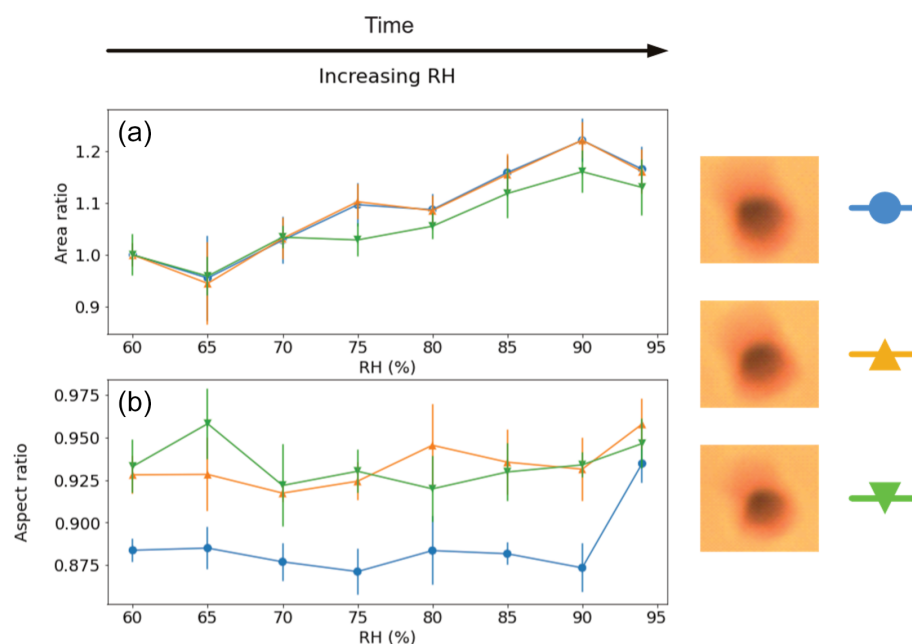 Time
Increasing RH
(a)
Area ratio
1.2
1.1
1.0
0.9
60 65 70 75 80 85 90 95
RH (%)
(b)
Aspect ratio
0.975
0.950
0.925
0.900
0.875
60 65 70 75 80 85 90 95
RH (%)